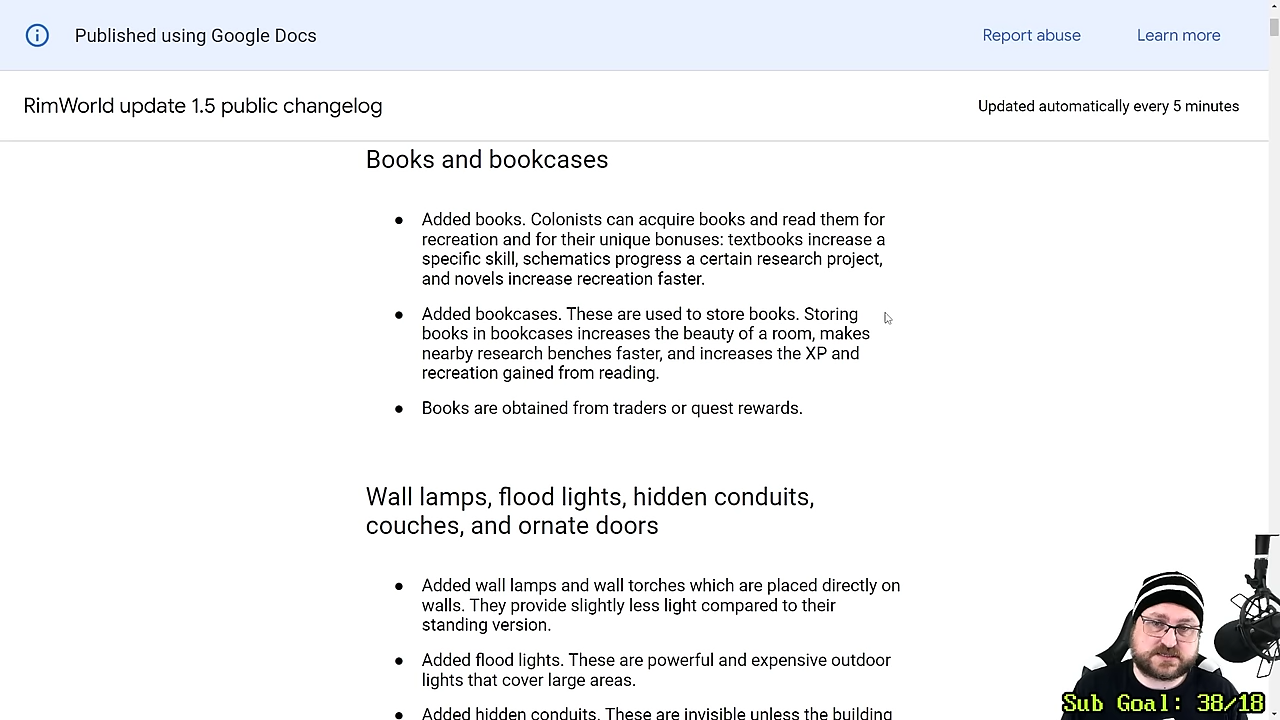 Published using Google Docs
Report abuse
Learn more
RimWorld update 1.5 public changelog
Updated automatically every 5 minutes
Books and bookcases
● Added books. Colonists can acquire books and read them for
recreation and for their unique bonuses: textbooks increase a
specific skill, schematics progress a certain research project,
and novels increase recreation faster.
● Added bookcases. These are used to store books. Storing
books in bookcases increases the beauty of a room, makes
nearby research benches faster, and increases the XP and
recreation gained from reading.
● Books are obtained from traders or quest rewards.
Wall lamps, flood lights, hidden conduits,
couches, and ornate doors
● Added wall lamps and wall torches which are placed directly on
walls. They provide slightly less light compared to their
standing version.
● Added flood lights. These are powerful and expensive outdoor
lights that cover large areas.
● Added hidden conduits. These are invisible unless the building
Sub Goal: 38/18